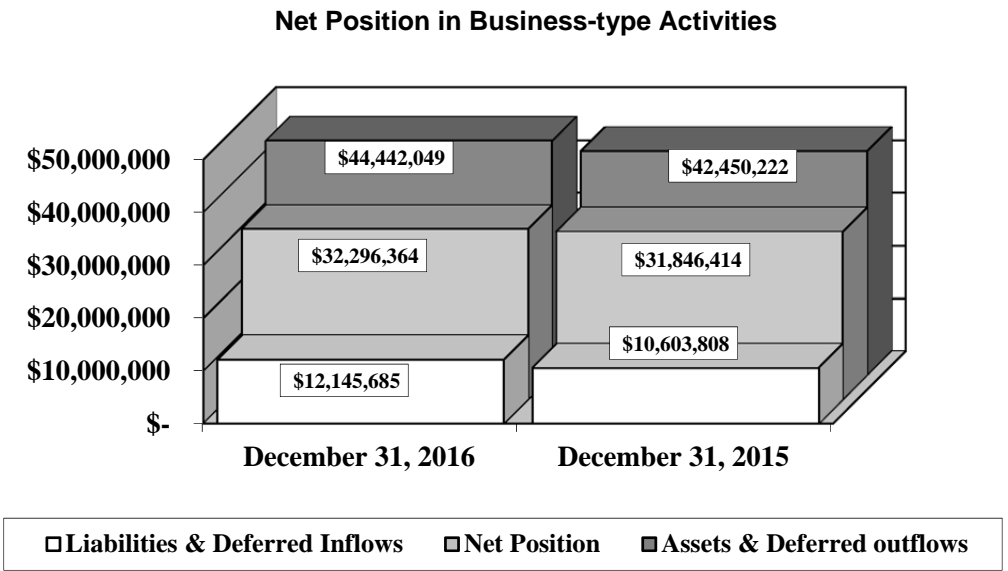 Net Position in Business-type Activities
$50,000,000
$40,000,000
$30,000,000
$20,000,000
$10,000,000
$-
$44,442,049
$42,450,222
$32,296,364
$31,846,414
$10,603,808
$12,145,685
December 31, 2016
December 31, 2015
Liabilities & Deferred Inflows
Net Position
Assets & Deferred outflows